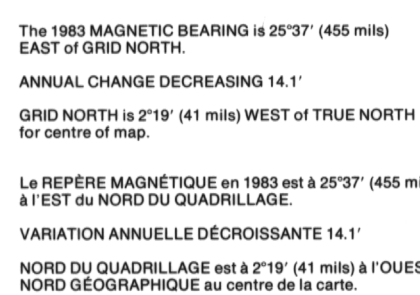 The 1983 MAGNETIC BEARING is 25°37′ (455 mils)
EAST of GRID NORTH.
ANNUAL CHANGE DECREASING 14.1′
GRID NORTH is 2°19′ (41 mils) WEST of TRUE NORTH
for centre of map.
Le REPÈRE MAGNÉTIQUE en 1983 est à 25°37′ (455 mi
à l'EST du NORD DU QUADRILLAGE.
VARIATION ANNUELLE DÉCROISSANTE 14.1′
NORD DU QUADRILLAGE est à 2°19′ (41 mils) à l'OUES
NORD GÉOGRAPHIQUE au centre de la carte.